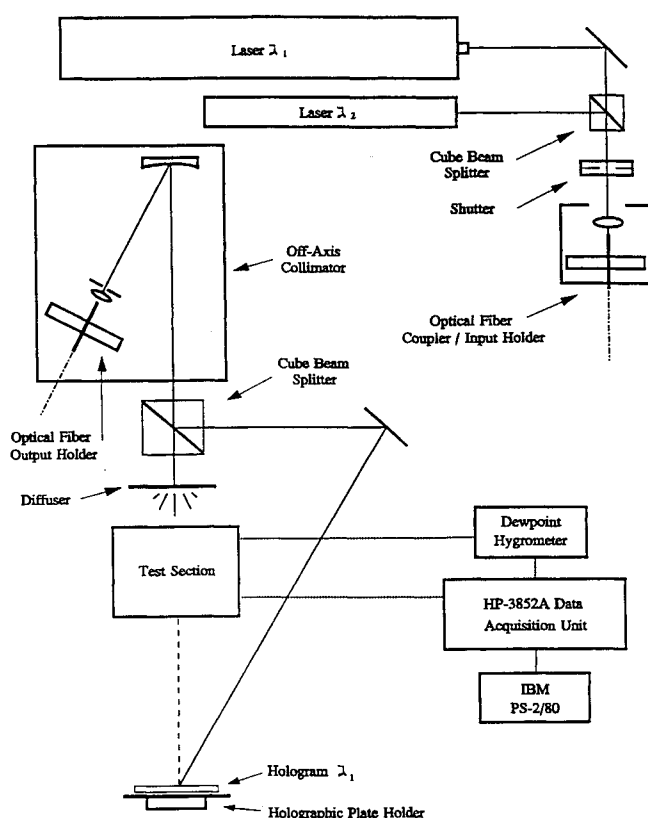 Laser λ₁
Laser λ₂
Cube Beam
Splitter
Shutter
Off-Axis
Collimator
Optical Fiber
Coupler / Input Holder
Cube Beam
Splitter
Optical Fiber
Output Holder
Diffuser
Test Section
Dewpoint
Hygrometer
HP-3852A Data
Acquisition Unit
IBM
PS-2/80
Hologram λ₁
Holographic Plate Holder